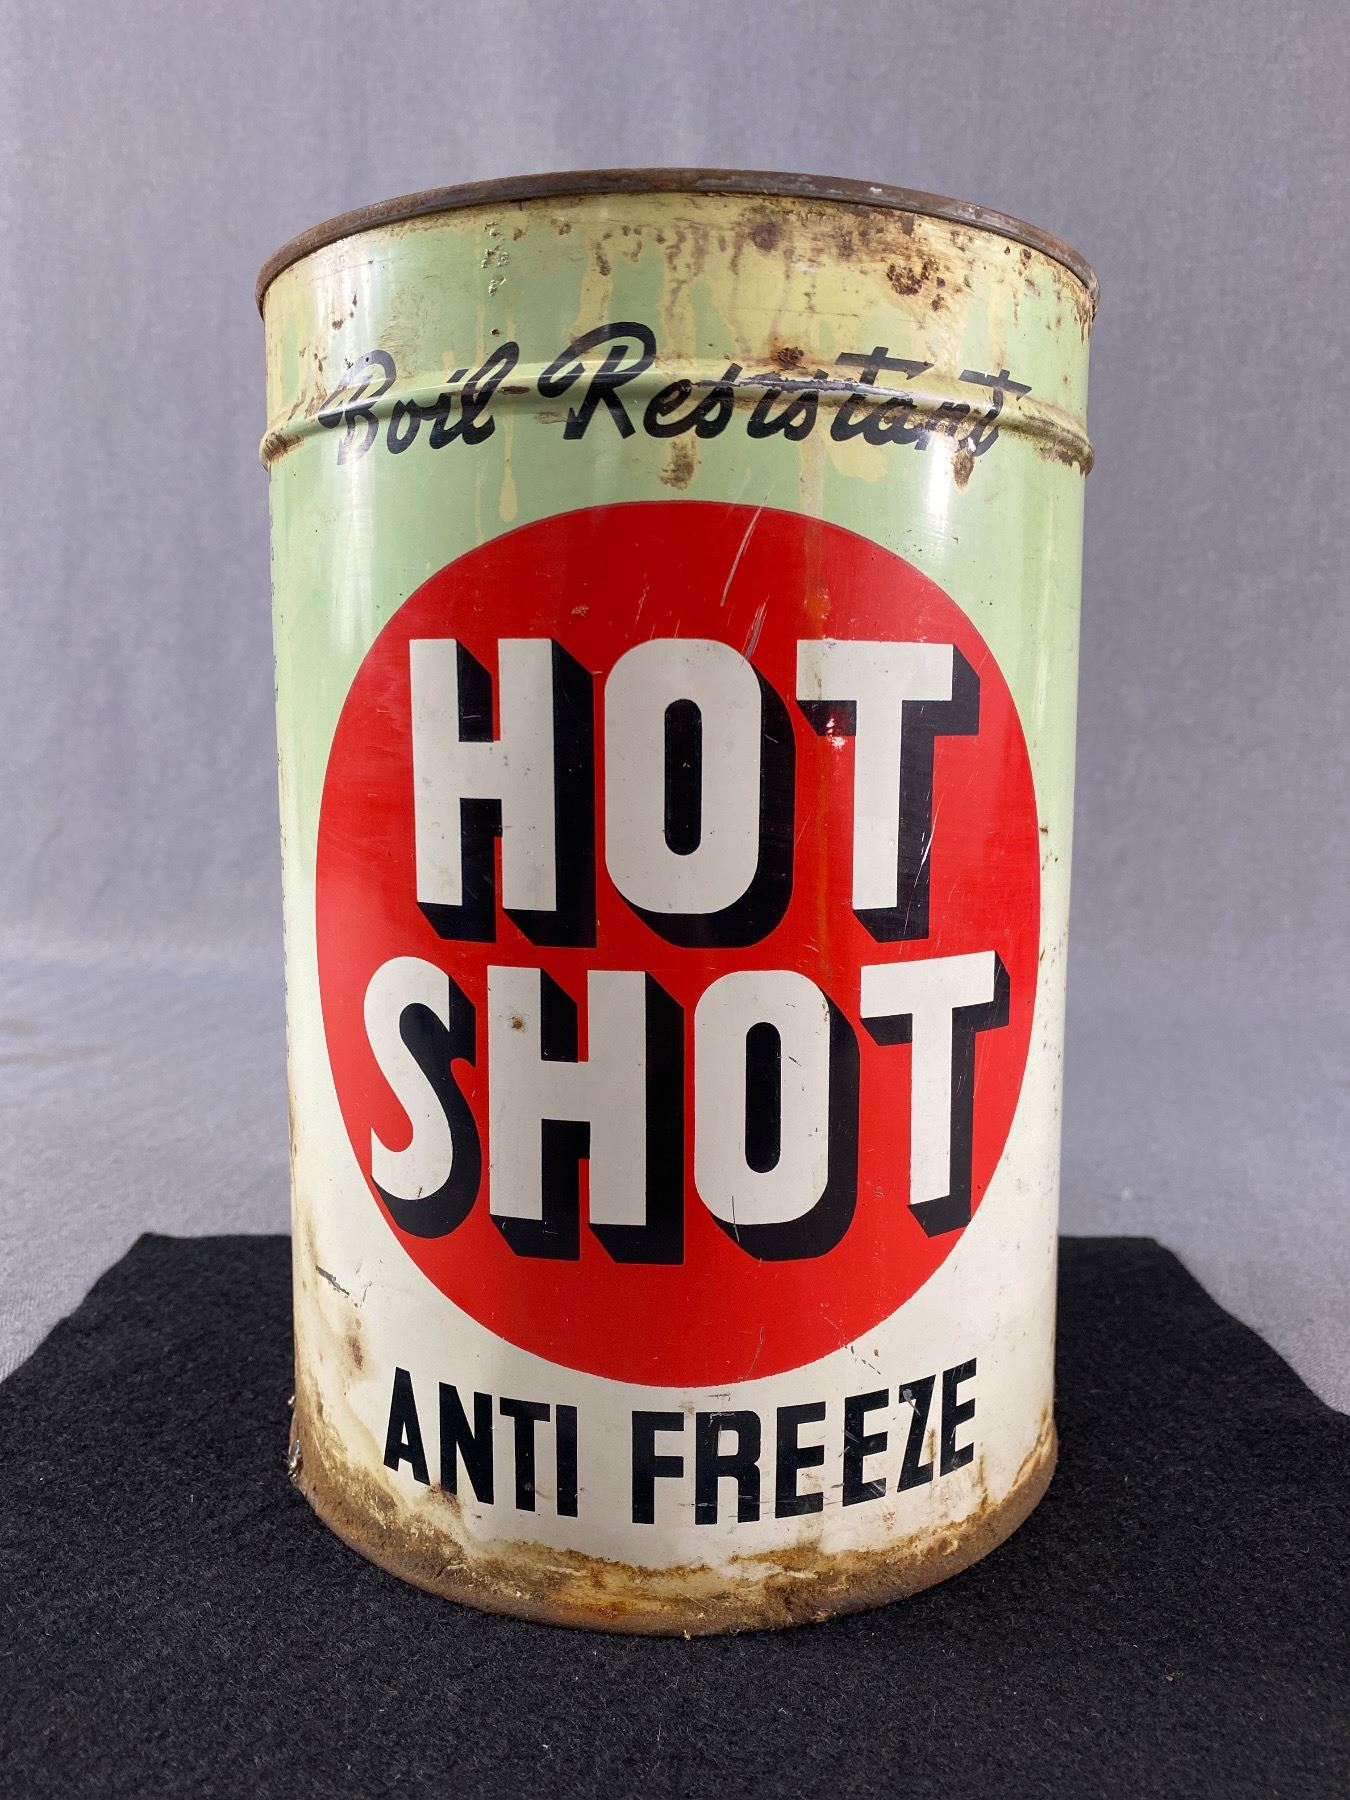 Boil Resistant
HOT
SHOT
ANTI FREEZE